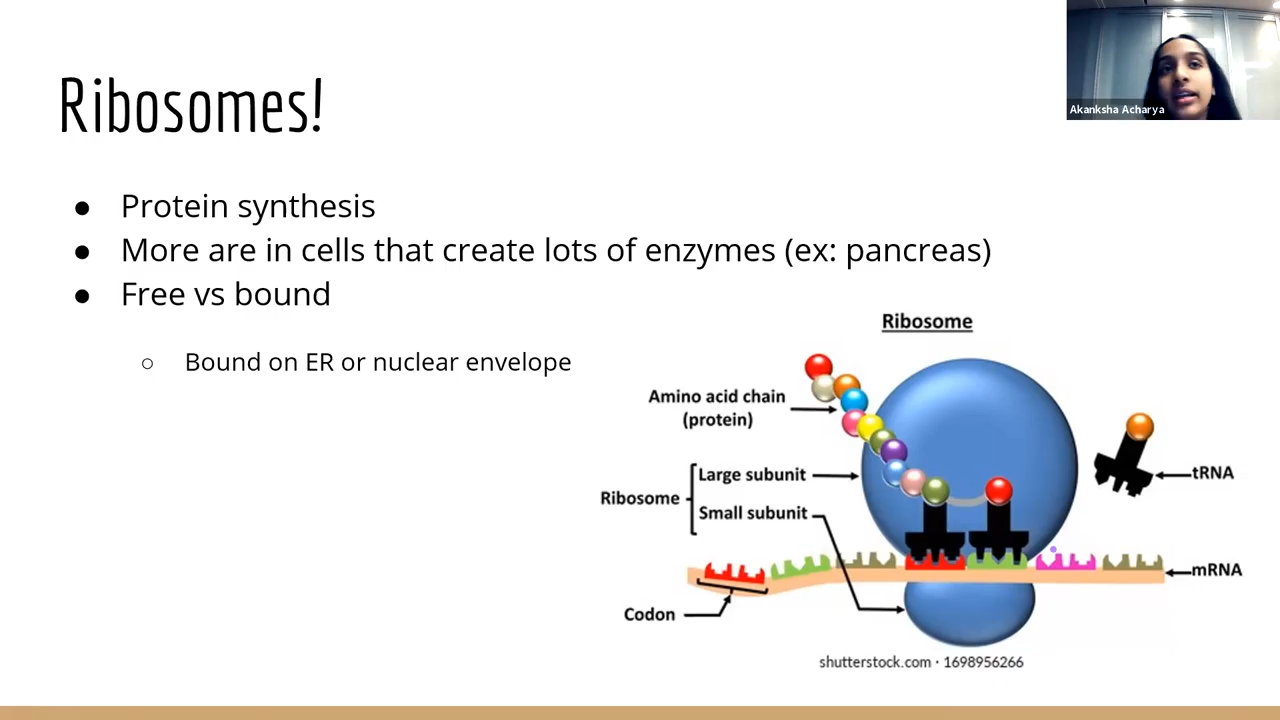 Ribosomes!
Akanksha Acharya
● Protein synthesis
● More are in cells that create lots of enzymes (ex: pancreas)
● Free vs bound
○ Bound on ER or nuclear envelope
Ribosome
Amino acid chain
(protein)
Large subunit
Ribosome
Small subunit
tRNA
mRNA
Codon
shutterstock.com · 1698956266